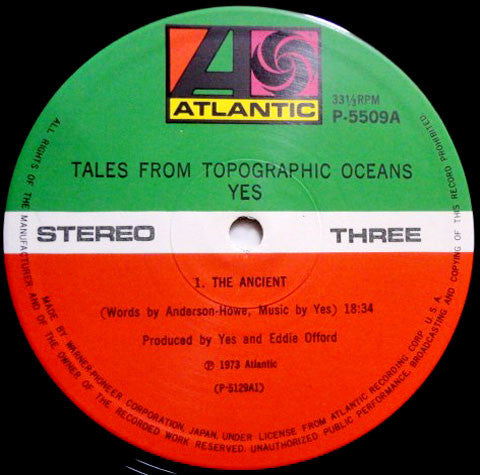 ATLANTIC
33⅓RPM
P-5509A
TALES FROM TOPOGRAPHIC OCEANS
YES
STEREO
THREE
1. THE ANCIENT
(Words by Anderson-Howe, Music by Yes) 18:34
Produced by Yes and Eddie Offord
Ⓟ 1973 Atlantic
(P-5129A1)
MADE BY WARNER-PIONEER CORPORATION, JAPAN, UNDER LICENSE FROM ATLANTIC RECORDING CORP. U.S.A.
ALL RIGHTS OF THE MANUFACTURER AND OF THE OWNER OF THE RECORDED WORK RESERVED. UNAUTHORIZED PUBLIC PERFORMANCE, BROADCASTING AND COPYING OF THIS RECORD PROHIBITED.